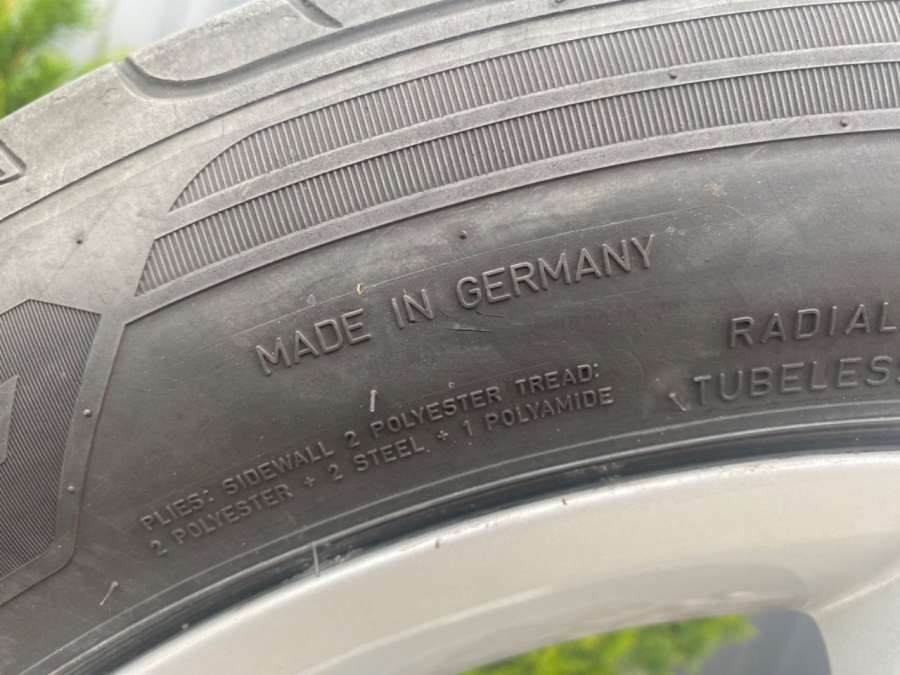 MADE IN GERMANY
RADIAL
PLIES: SIDEWALL 2 POLYESTER TREAD:
2 POLYESTER + 2 STEEL + 1 POLYAMIDE
TUBELESS